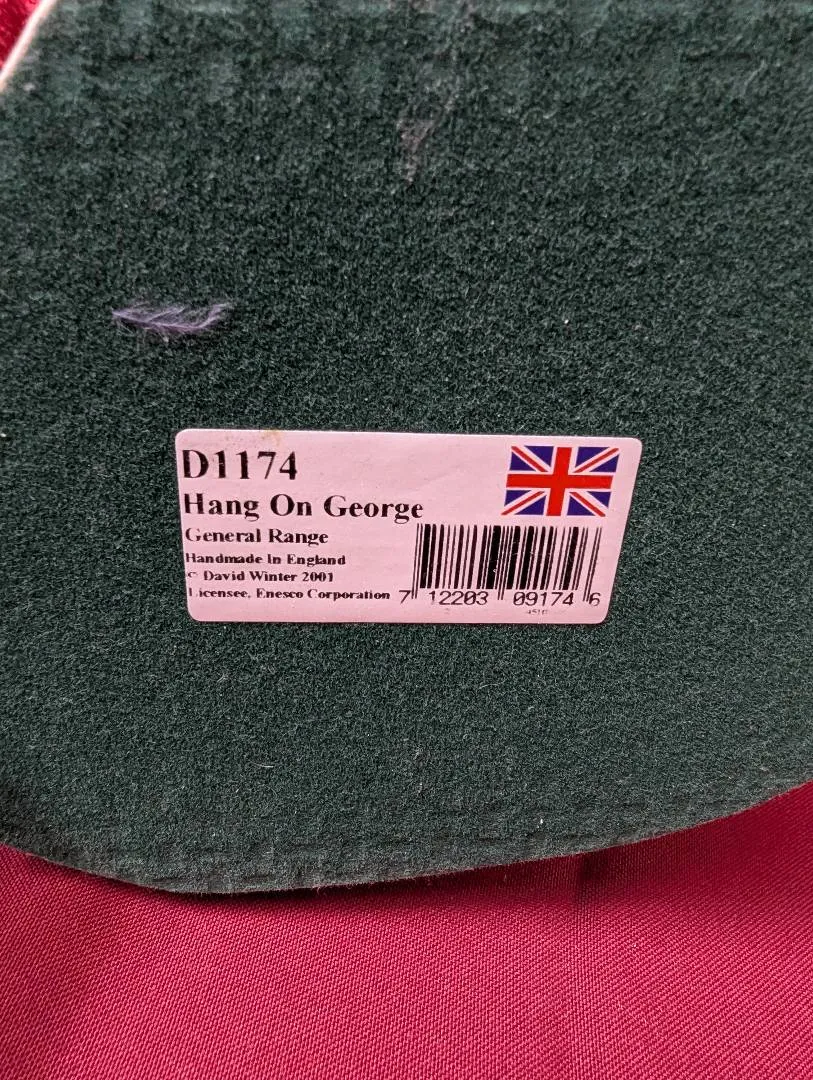 D1174
Hang On George
General Range
Handmade In England
© David Winter 2001
Licensee, Enesco Corporation
7 12203 09174 6